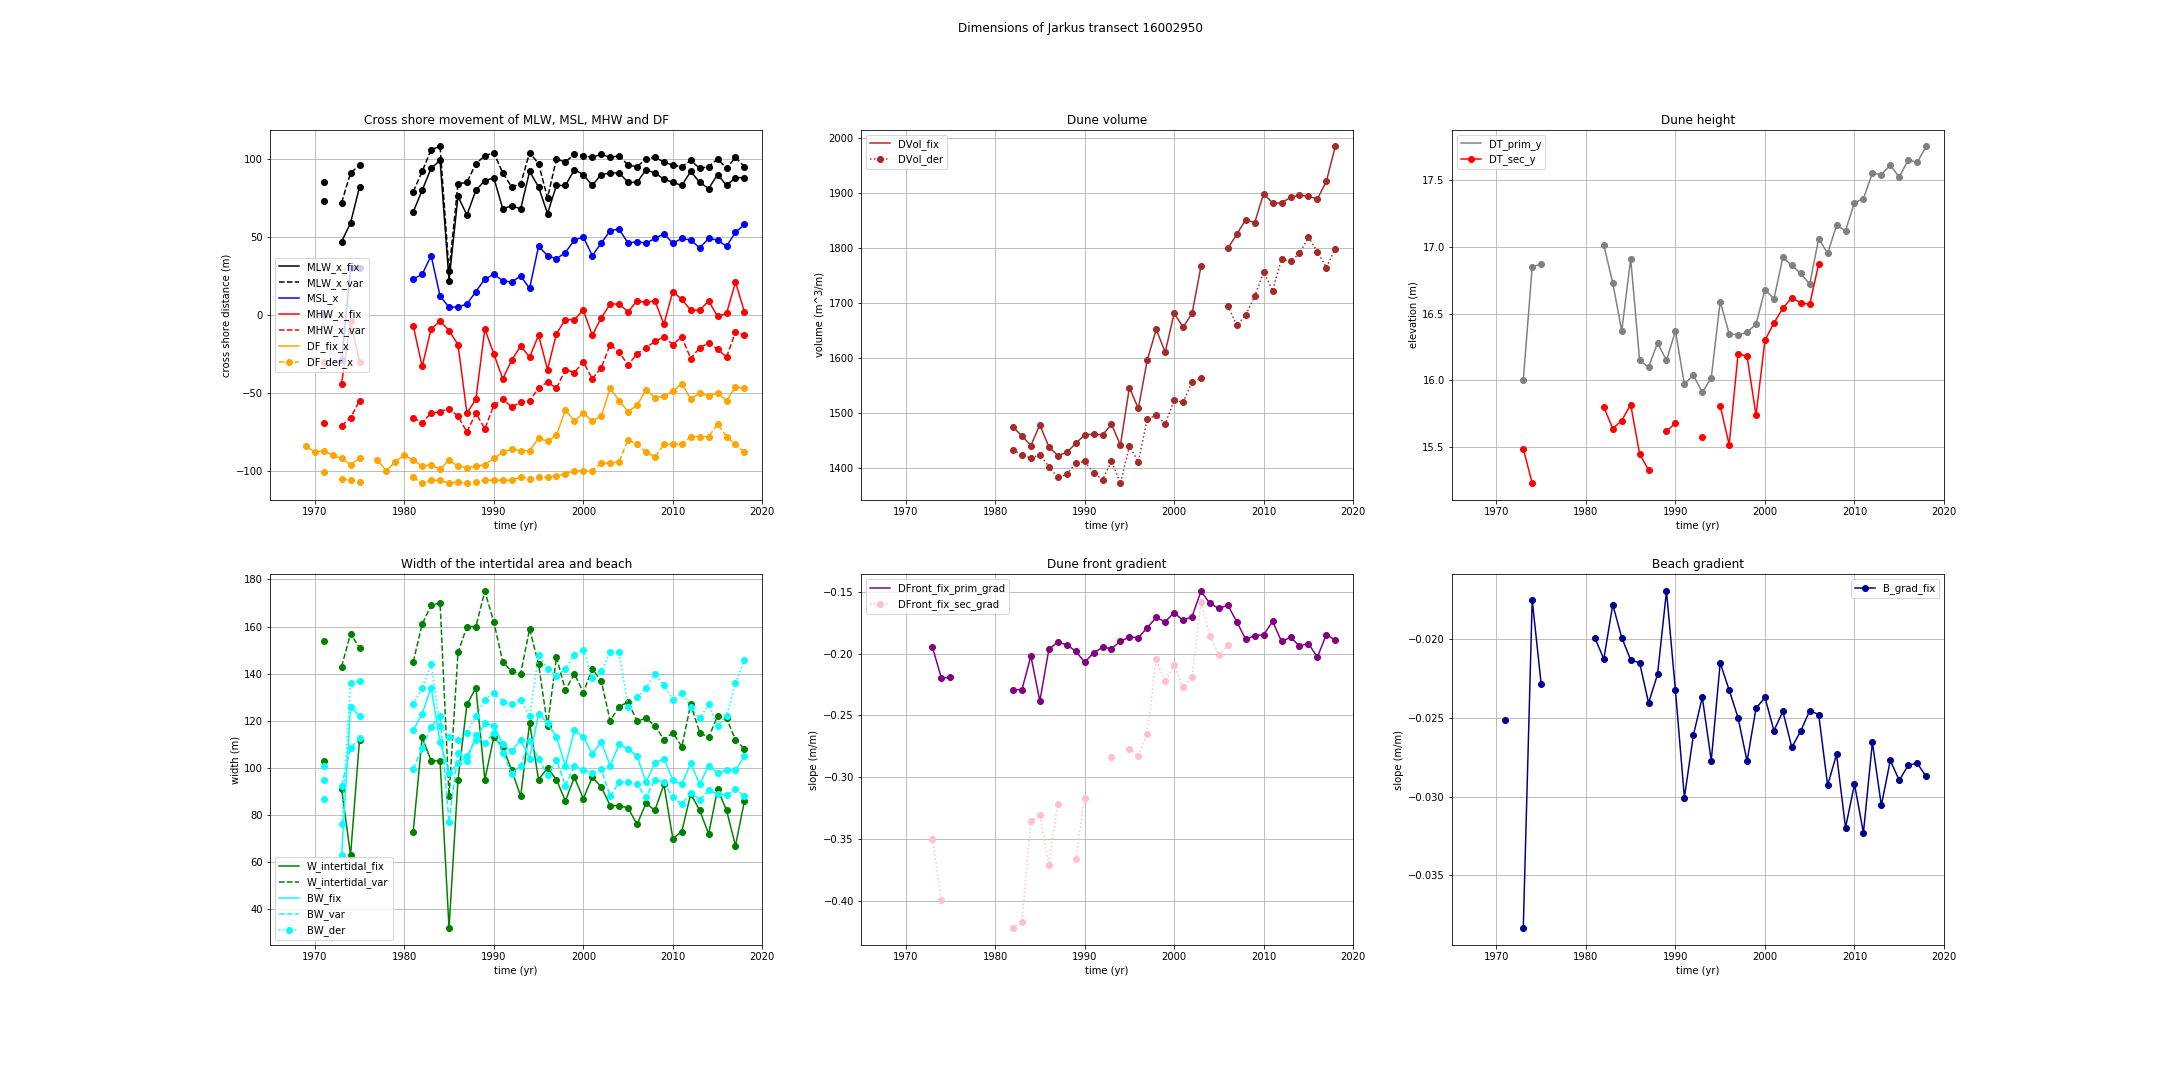 Dimensions of Jarkus transect 16002950
Cross shore movement of MLW, MSL, MHW and DF
cross shore distance (m)
100
50
0
−50
−100
MLW_x_fix
MLW_x_var
MSL_x
MHW_x_fix
MHW_x_var
DF_fix_x
DF_der_x
1970 1980 1990 2000 2010 2020
time (yr)
Dune volume
volume (m^3/m)
2000
1900
1800
1700
1600
1500
1400
DVol_fix
DVol_der
1970 1980 1990 2000 2010 2020
time (yr)
Dune height
elevation (m)
17.5
17.0
16.5
16.0
15.5
DT_prim_y
DT_sec_y
1970 1980 1990 2000 2010 2020
time (yr)
Width of the intertidal area and beach
width (m)
180
160
140
120
100
80
60
40
W_intertidal_fix
W_intertidal_var
BW_fix
BW_var
BW_der
1970 1980 1990 2000 2010 2020
time (yr)
Dune front gradient
slope (m/m)
−0.15
−0.20
−0.25
−0.30
−0.35
−0.40
DFront_fix_prim_grad
DFront_fix_sec_grad
1970 1980 1990 2000 2010 2020
time (yr)
Beach gradient
slope (m/m)
−0.020
−0.025
−0.030
−0.035
B_grad_fix
1970 1980 1990 2000 2010 2020
time (yr)